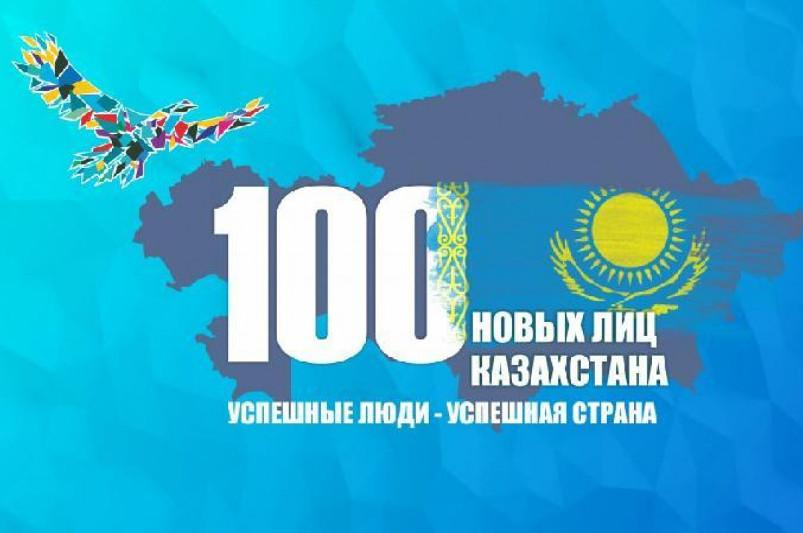 100
НОВЫХ ЛИЦ
КАЗАХСТАНА
УСПЕШНЫЕ ЛЮДИ - УСПЕШНАЯ СТРАНА